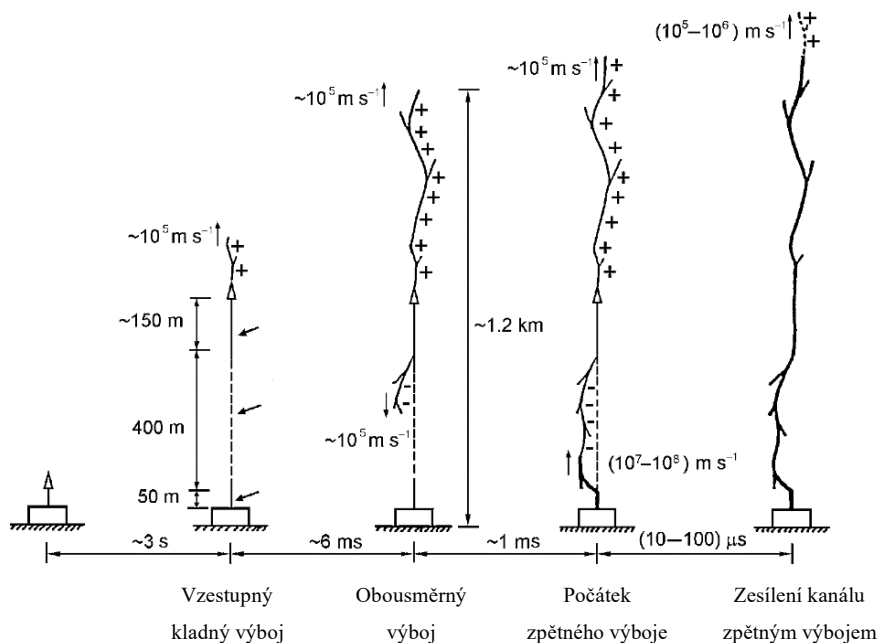 (10⁵–10⁶) m s⁻¹
~10⁵ m s⁻¹
~10⁵ m s⁻¹
~10⁵ m s⁻¹
~150 m
~1.2 km
400 m
~10⁵ m s⁻¹
(10⁷–10⁸) m s⁻¹
50 m
~3 s
~6 ms
~1 ms
(10–100) µs
Vzestupný
kladný výboj
Obousměrný
výboj
Počátek
zpětného výboje
Zesílení kanálu
zpětným výbojem